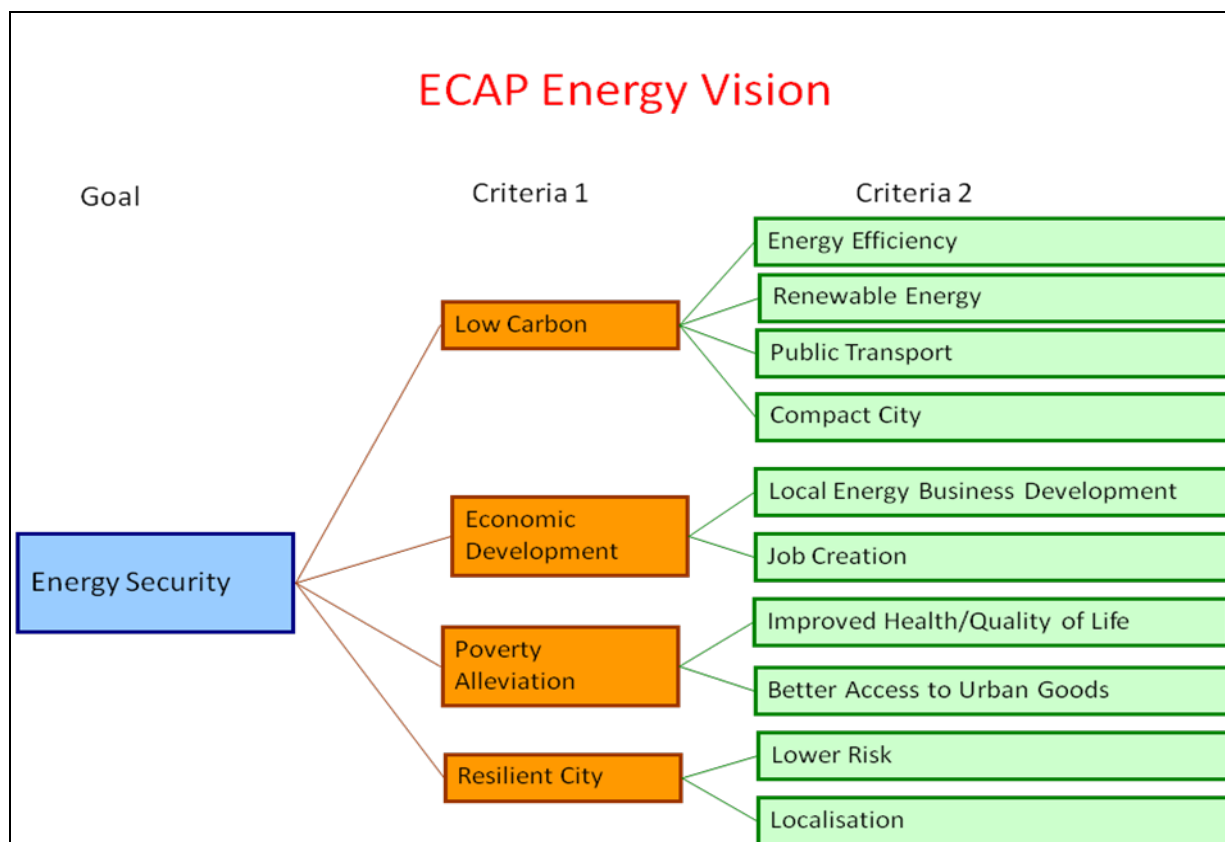 ECAP Energy Vision
Goal
Criteria 1
Criteria 2
Energy Security
Low Carbon
Energy Efficiency
Renewable Energy
Public Transport
Compact City
Economic
Development
Local Energy Business Development
Job Creation
Poverty
Alleviation
Improved Health/Quality of Life
Better Access to Urban Goods
Resilient City
Lower Risk
Localisation